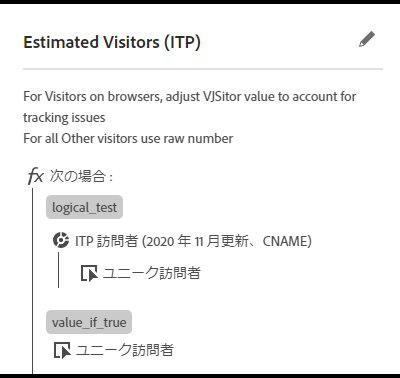 Estimated Visitors (ITP)
For Visitors on browsers, adjust VJSitor value to account for
tracking issues
For all Other visitors use raw number
fx 次の場合 :
logical_test
ITP 訪問者 (2020 年 11 月更新、CNAME)
ユニーク訪問者
value_if_true
ユニーク訪問者